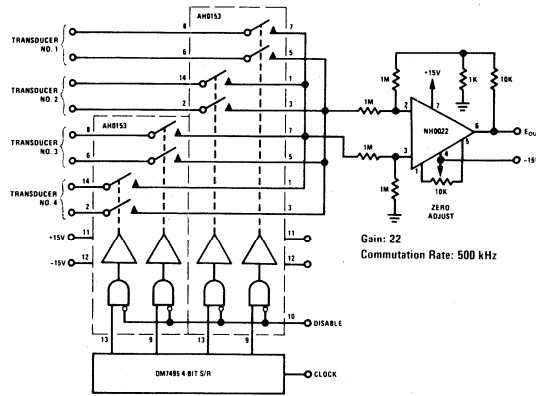 AH0153
TRANSDUCER NO. 1
8
7
6
5
TRANSDUCER NO. 2
14
1
2
3
AH0153
TRANSDUCER NO. 3
8
7
6
5
TRANSDUCER NO. 4
14
1
2
3
+15V
11
11
-15V
12
12
10
DISABLE
13
9
13
9
DM7495 4-BIT S/R
CLOCK
1M
1K
10K
+15V
1M
2
7
NH0022
6
EOU
1M
3
4
5
-15
1
1M
10K
ZERO ADJUST
Gain: 22
Commutation Rate: 500 kHz